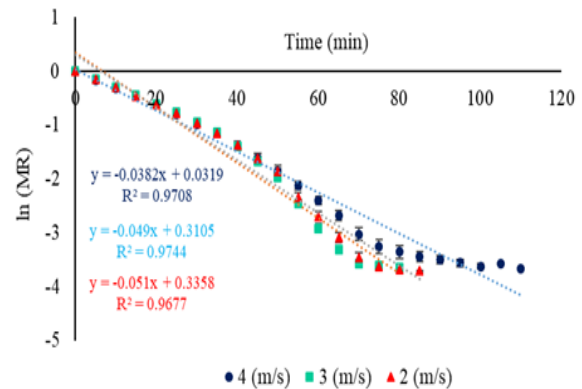 1
Time (min)
0
0 20 40 60 80 100 120
-1
-2
-3
-4
-5
ln (MR)
y = -0.0382x + 0.0319
R² = 0.9708
y = -0.049x + 0.3105
R² = 0.9744
y = -0.051x + 0.3358
R² = 0.9677
4 (m/s) 3 (m/s) 2 (m/s)